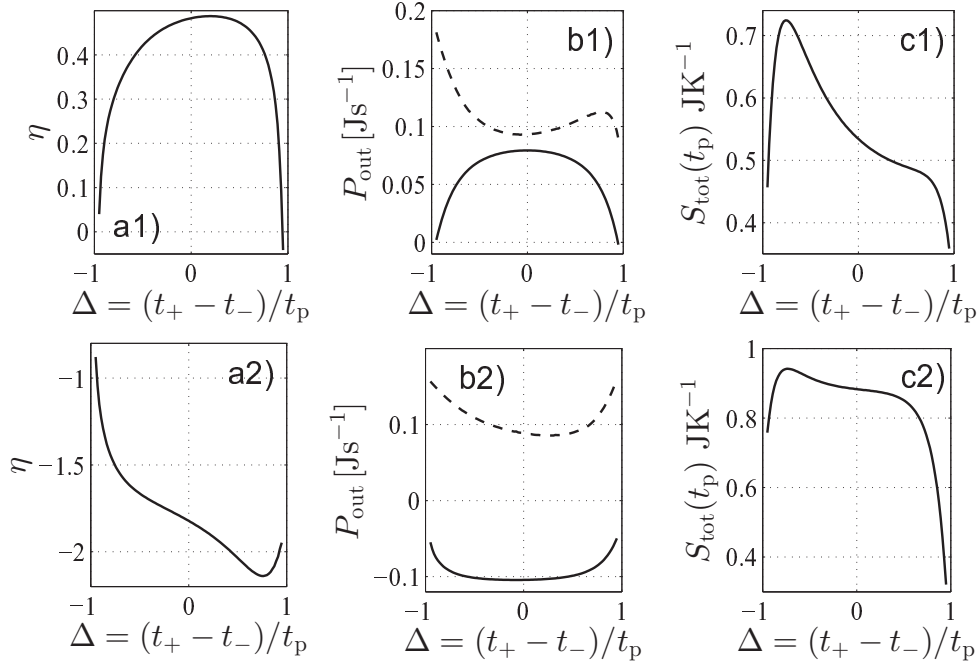 η
0.4
0.3
0.2
0.1
0
a1)
−1
0
1
Δ = (t₊ − t₋)/tₚ
P_out [Js⁻¹]
0.2
0.15
0.1
0.05
0
b1)
−1
0
1
Δ = (t₊ − t₋)/tₚ
S_tot(tₚ) JK⁻¹
0.7
0.6
0.5
0.4
c1)
−1
0
1
Δ = (t₊ − t₋)/tₚ
η
−1
−1.5
−2
a2)
−1
0
1
Δ = (t₊ − t₋)/tₚ
P_out [Js⁻¹]
0.1
0
−0.1
b2)
−1
0
1
Δ = (t₊ − t₋)/tₚ
S_tot(tₚ) JK⁻¹
1
0.8
0.6
0.4
c2)
−1
0
1
Δ = (t₊ − t₋)/tₚ